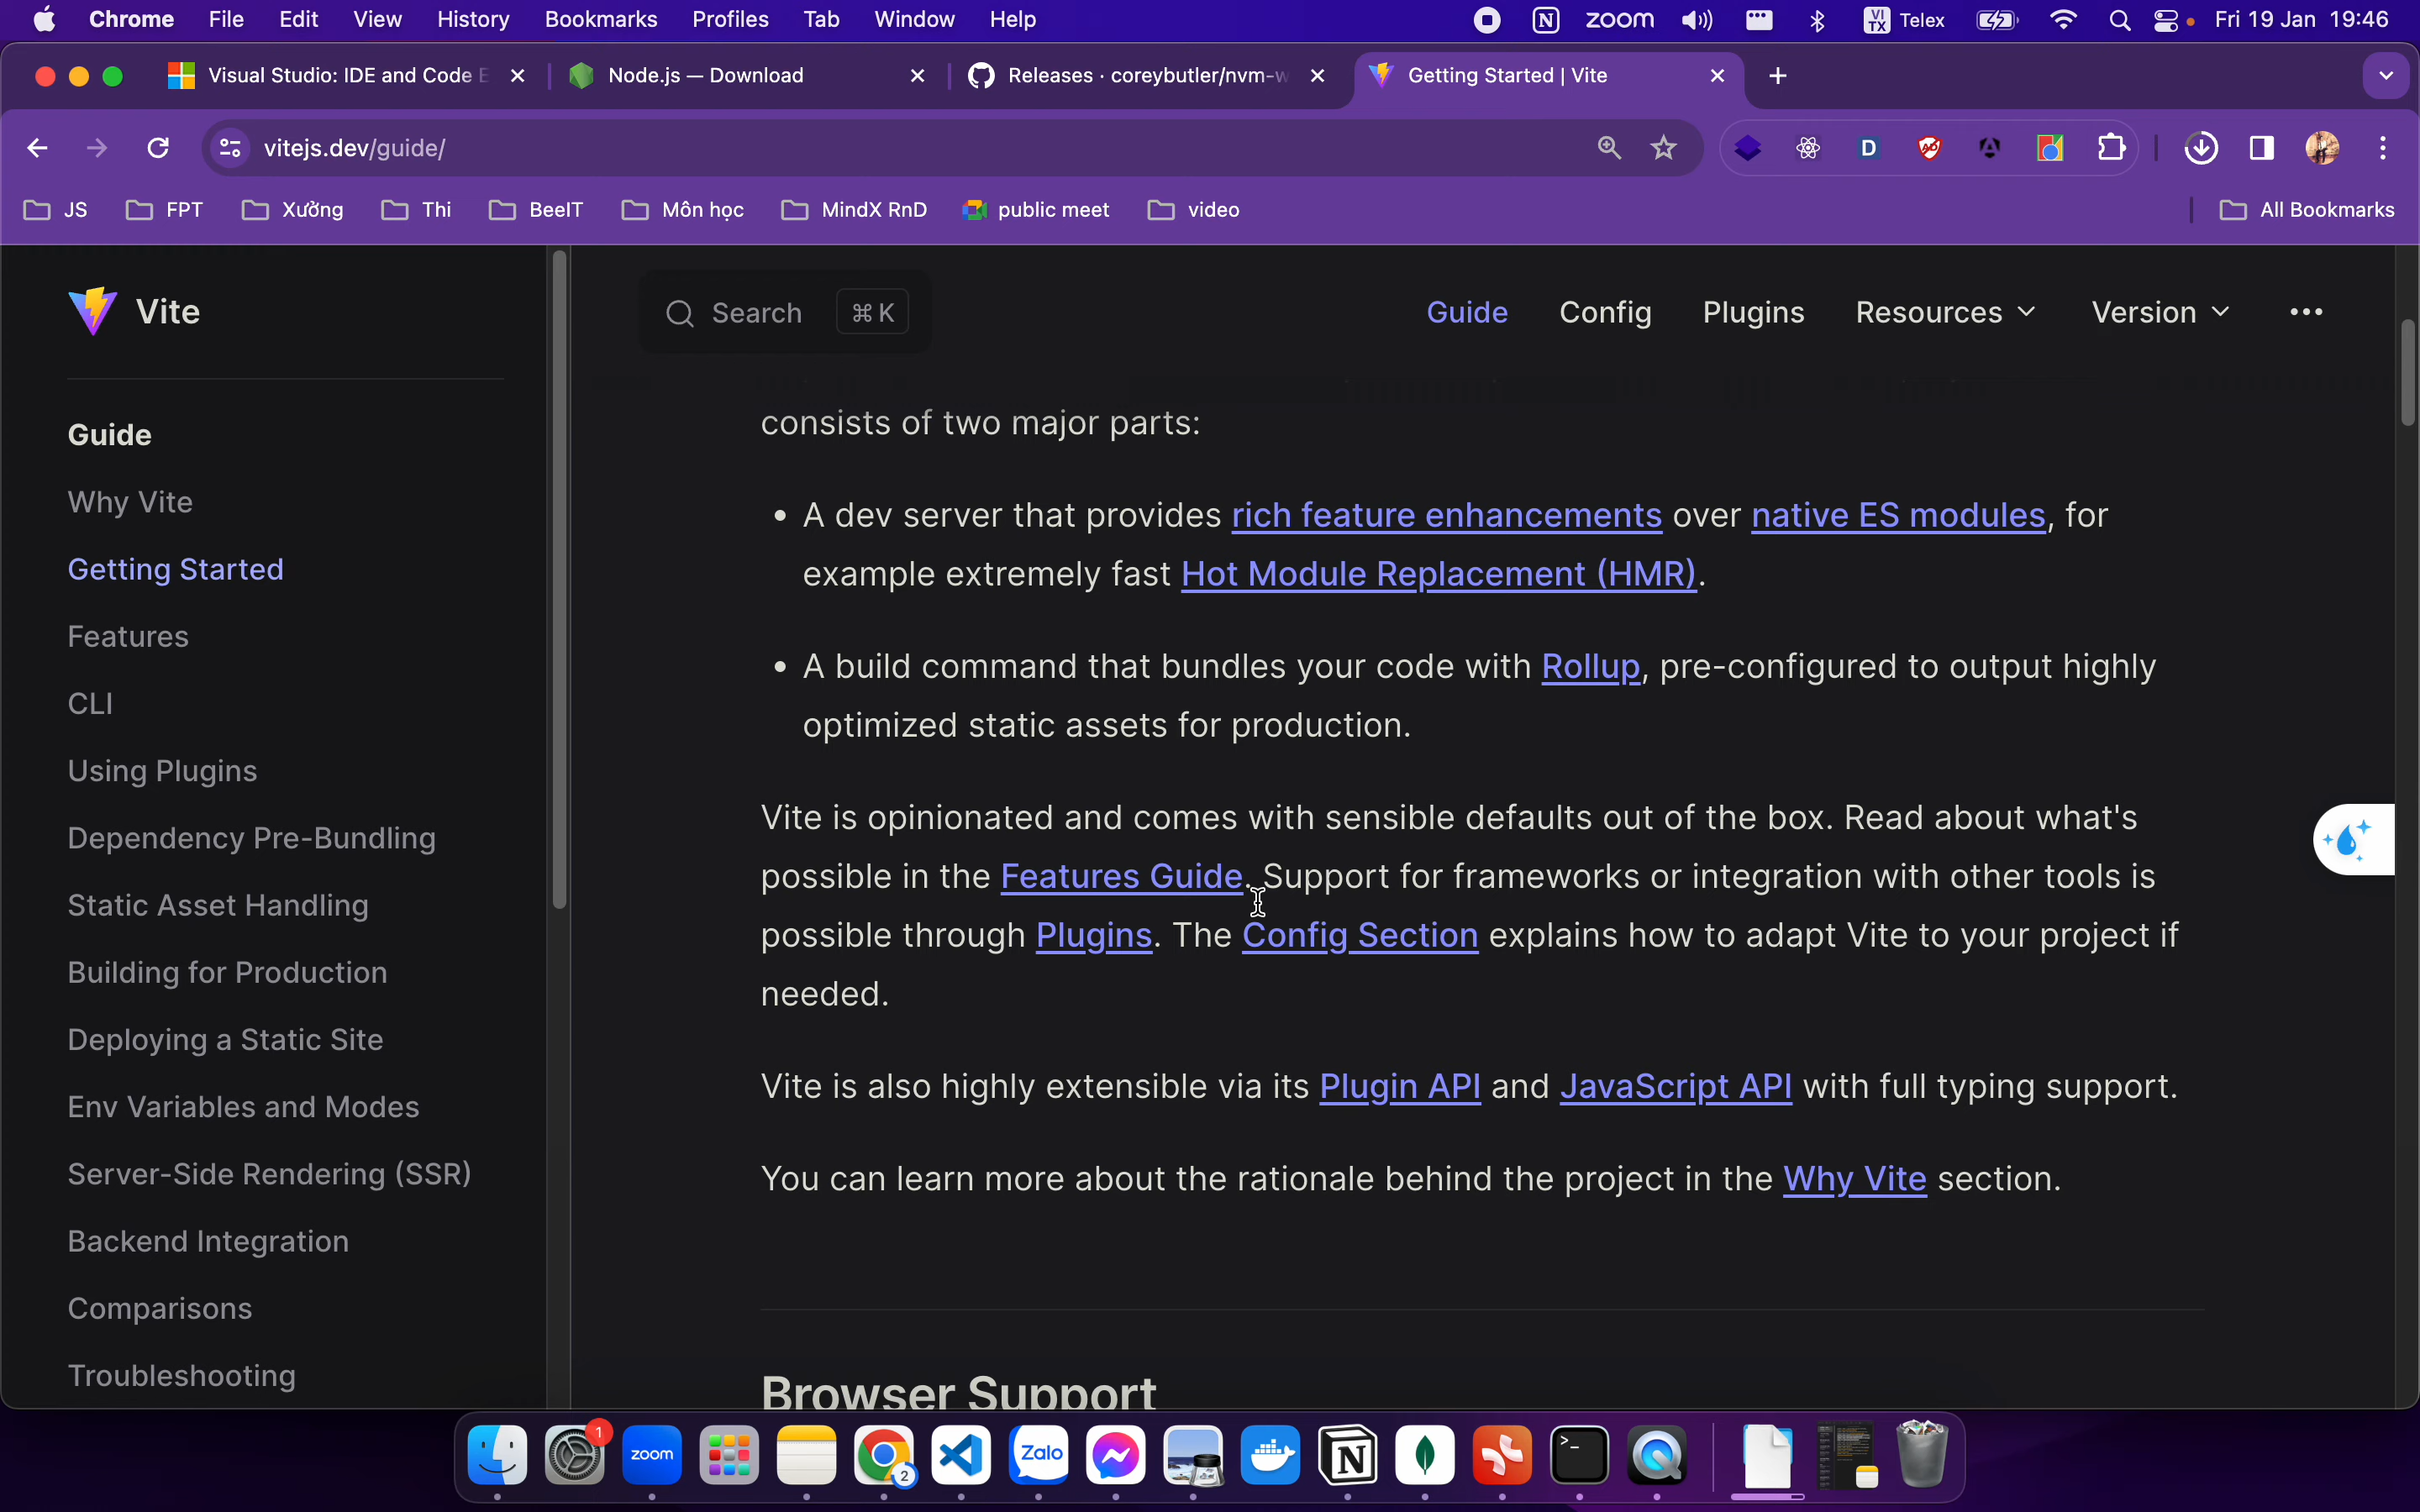 Chrome File Edit View History Bookmarks Profiles Tab Window Help zoom VI TX Telex Fri 19 Jan 19:46
Visual Studio: IDE and Code Node.js — Download Releases · coreybutler/nvm-w Getting Started | Vite
vitejs.dev/guide/
JS FPT Xưởng Thi BeeIT Môn học MindX RnD public meet video All Bookmarks
Vite
Search ⌘ K
Guide Config Plugins Resources Version
Guide
Why Vite
Getting Started
Features
CLI
Using Plugins
Dependency Pre-Bundling
Static Asset Handling
Building for Production
Deploying a Static Site
Env Variables and Modes
Server-Side Rendering (SSR)
Backend Integration
Comparisons
Troubleshooting
consists of two major parts:
• A dev server that provides rich feature enhancements over native ES modules, for
example extremely fast Hot Module Replacement (HMR).
• A build command that bundles your code with Rollup, pre-configured to output highly
optimized static assets for production.
Vite is opinionated and comes with sensible defaults out of the box. Read about what's
possible in the Features Guide. Support for frameworks or integration with other tools is
possible through Plugins. The Config Section explains how to adapt Vite to your project if
needed.
Vite is also highly extensible via its Plugin API and JavaScript API with full typing support.
You can learn more about the rationale behind the project in the Why Vite section.
Browser Support
1
zoom
2
Zalo